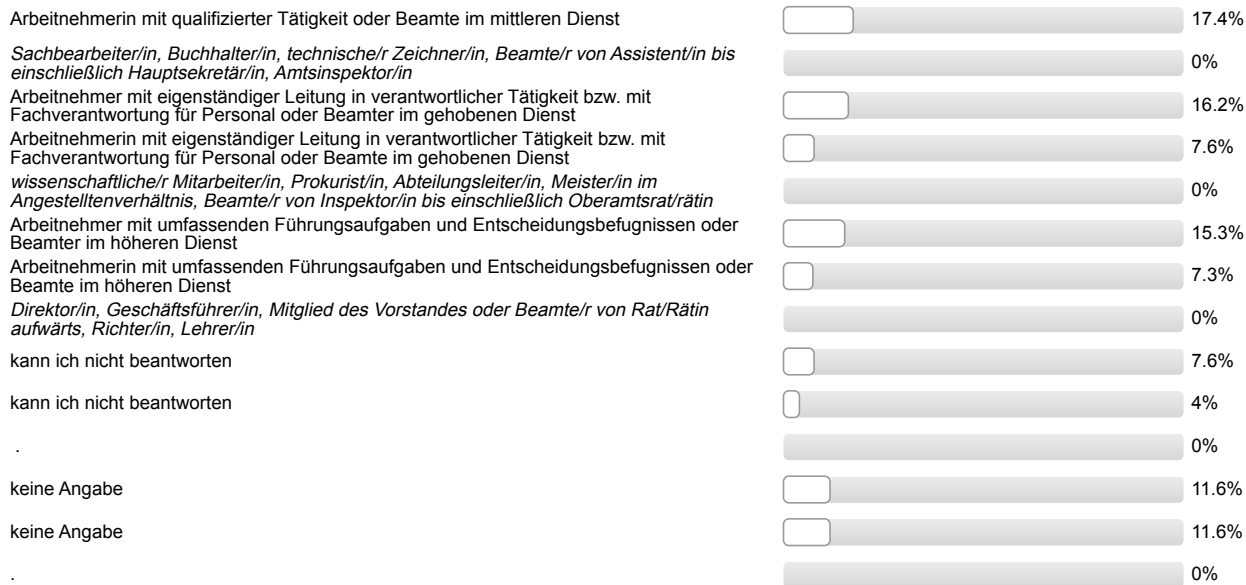 Arbeitnehmerin mit qualifizierter Tätigkeit oder Beamte im mittleren Dienst 17.4%
Sachbearbeiter/in, Buchhalter/in, technische/r Zeichner/in, Beamte/r von Assistent/in bis
einschließlich Hauptsekretär/in, Amtsinspektor/in 0%
Arbeitnehmer mit eigenständiger Leitung in verantwortlicher Tätigkeit bzw. mit
Fachverantwortung für Personal oder Beamter im gehobenen Dienst 16.2%
Arbeitnehmerin mit eigenständiger Leitung in verantwortlicher Tätigkeit bzw. mit
Fachverantwortung für Personal oder Beamte im gehobenen Dienst 7.6%
wissenschaftliche/r Mitarbeiter/in, Prokurist/in, Abteilungsleiter/in, Meister/in im
Angestelltenverhältnis, Beamte/r von Inspektor/in bis einschließlich Oberamtsrat/rätin 0%
Arbeitnehmer mit umfassenden Führungsaufgaben und Entscheidungsbefugnissen oder
Beamter im höheren Dienst 15.3%
Arbeitnehmerin mit umfassenden Führungsaufgaben und Entscheidungsbefugnissen oder
Beamte im höheren Dienst 7.3%
Direktor/in, Geschäftsführer/in, Mitglied des Vorstandes oder Beamte/r von Rat/Rätin
aufwärts, Richter/in, Lehrer/in 0%
kann ich nicht beantworten 7.6%
kann ich nicht beantworten 4%
. 0%
keine Angabe 11.6%
keine Angabe 11.6%
. 0%